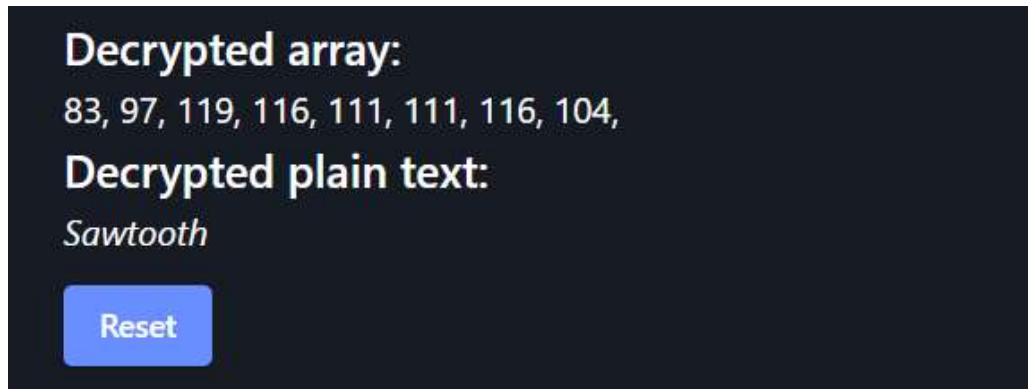 Decrypted array:
83, 97, 119, 116, 111, 111, 116, 104,
Decrypted plain text:
Sawtooth
Reset